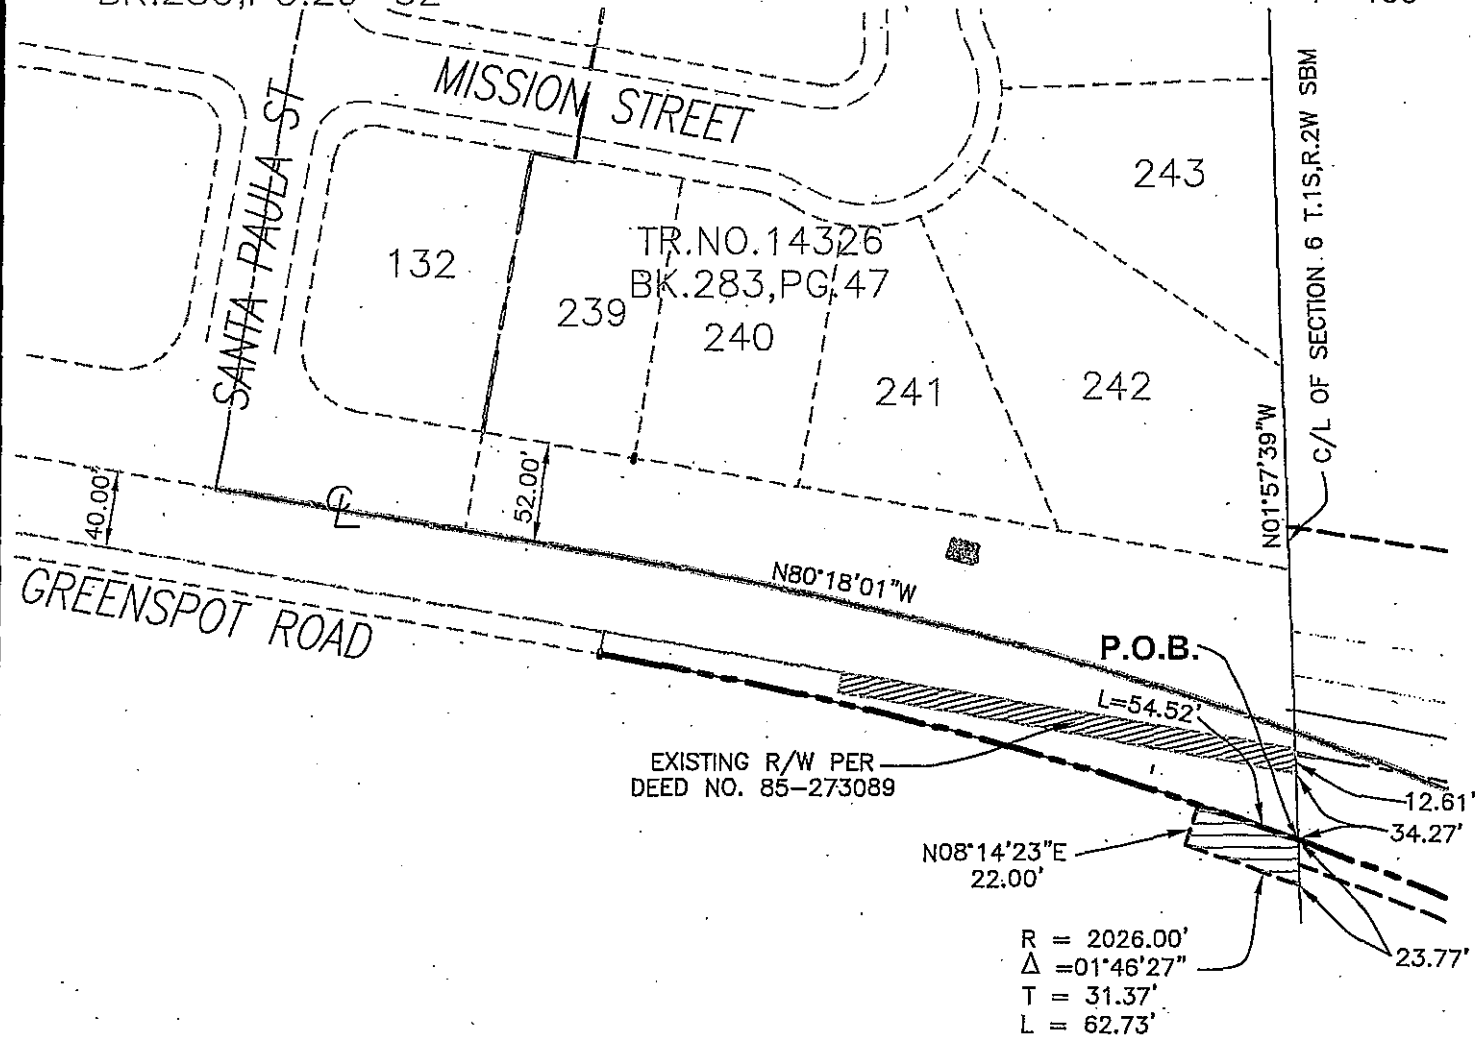 MISSION STREET
SANTA PAULA ST
243
C/L OF SECTION 6 T.1S,R.2W SBM
132
TR.NO.14326
BK.283,PG.47
239
240
241
242
N01°57'39"W
40.00'
CL
52.00'
N80°18'01"W
GREENSPOT ROAD
P.O.B.
L=54.52'
EXISTING R/W PER
DEED NO. 85-273089
12.61'
34.27'
N08°14'23"E
22.00'
23.77'
R = 2026.00'
Δ =01°46'27"
T = 31.37'
L = 62.73'